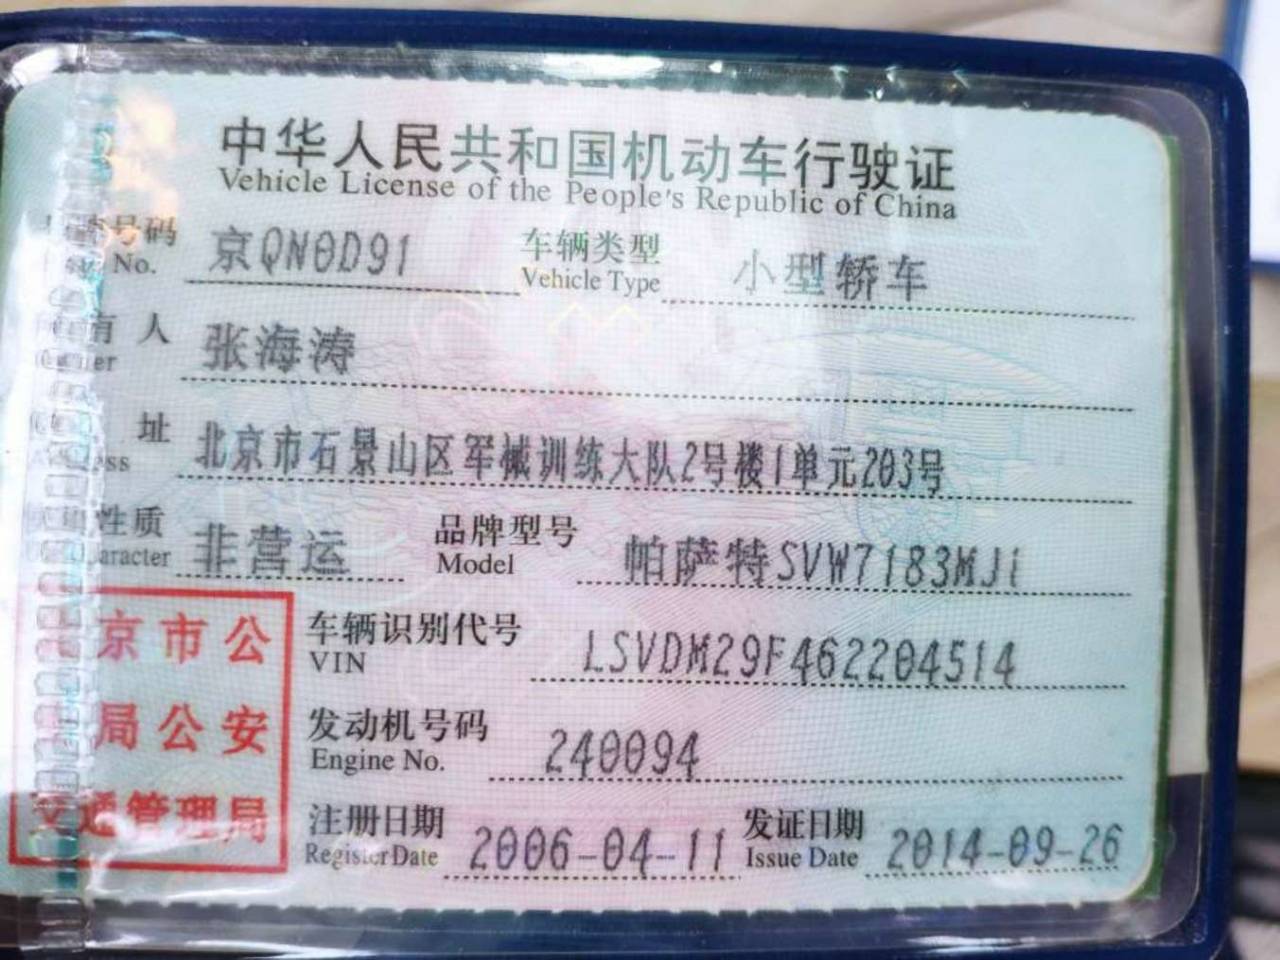 中华人民共和国机动车行驶证
Vehicle License of the People's Republic of China
号码 京QN0D91 车辆类型 小型轿车
No. Vehicle Type
有人 张海涛
址 北京市石景山区军械训练大队2号楼1单元203号
性质 非营运 品牌型号 帕萨特SVW7183MJi
Model
京市公 车辆识别代号 LSVDM29F462204514
VIN
局公安 发动机号码 240094
Engine No.
交通管理局 注册日期 2006-04-11 发证日期 2014-09-26
Register Date Issue Date